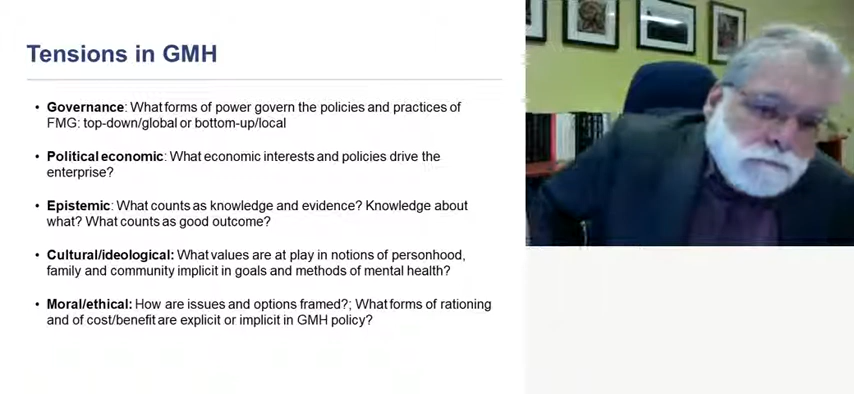 Tensions in GMH
• Governance: What forms of power govern the policies and practices of
FMG: top-down/global or bottom-up/local
• Political economic: What economic interests and policies drive the
enterprise?
• Epistemic: What counts as knowledge and evidence? Knowledge about
what? What counts as good outcome?
• Cultural/ideological: What values are at play in notions of personhood,
family and community implicit in goals and methods of mental health?
• Moral/ethical: How are issues and options framed?; What forms of rationing
and of cost/benefit are explicit or implicit in GMH policy?